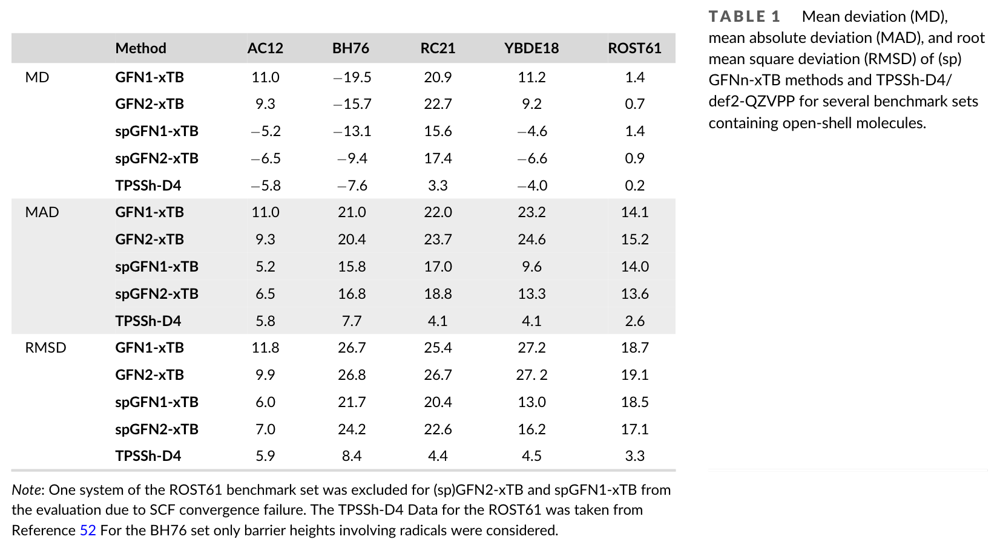 TABLE 1 Mean deviation (MD),
mean absolute deviation (MAD), and root
mean square deviation (RMSD) of (sp)
GFNn-xTB methods and TPSSh-D4/
def2-QZVPP for several benchmark sets
containing open-shell molecules.
Method AC12 BH76 RC21 YBDE18 ROST61
MD GFN1-xTB 11.0 −19.5 20.9 11.2 1.4
GFN2-xTB 9.3 −15.7 22.7 9.2 0.7
spGFN1-xTB −5.2 −13.1 15.6 −4.6 1.4
spGFN2-xTB −6.5 −9.4 17.4 −6.6 0.9
TPSSh-D4 −5.8 −7.6 3.3 −4.0 0.2
MAD GFN1-xTB 11.0 21.0 22.0 23.2 14.1
GFN2-xTB 9.3 20.4 23.7 24.6 15.2
spGFN1-xTB 5.2 15.8 17.0 9.6 14.0
spGFN2-xTB 6.5 16.8 18.8 13.3 13.6
TPSSh-D4 5.8 7.7 4.1 4.1 2.6
RMSD GFN1-xTB 11.8 26.7 25.4 27.2 18.7
GFN2-xTB 9.9 26.8 26.7 27. 2 19.1
spGFN1-xTB 6.0 21.7 20.4 13.0 18.5
spGFN2-xTB 7.0 24.2 22.6 16.2 17.1
TPSSh-D4 5.9 8.4 4.4 4.5 3.3
Note: One system of the ROST61 benchmark set was excluded for (sp)GFN2-xTB and spGFN1-xTB from
the evaluation due to SCF convergence failure. The TPSSh-D4 Data for the ROST61 was taken from
Reference 52 For the BH76 set only barrier heights involving radicals were considered.